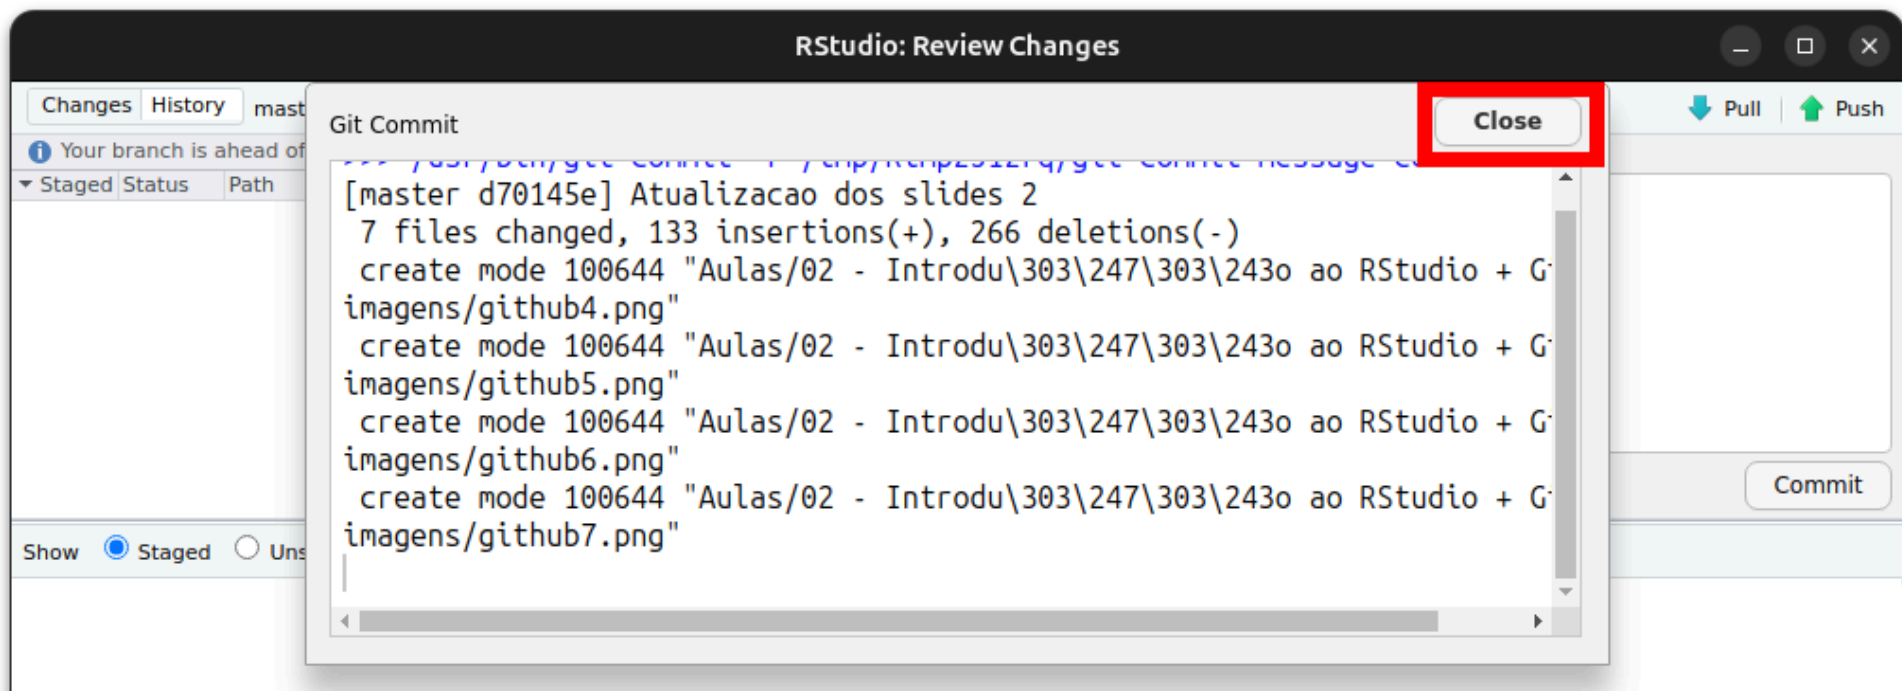 RStudio: Review Changes
Changes History mast
Pull Push
Your branch is ahead of
Staged Status Path
Git Commit
Close
[master d70145e] Atualizacao dos slides 2
7 files changed, 133 insertions(+), 266 deletions(-)
create mode 100644 "Aulas/02 - Introdu\303\247\303\243o ao RStudio + G
imagens/github4.png"
create mode 100644 "Aulas/02 - Introdu\303\247\303\243o ao RStudio + G
imagens/github5.png"
create mode 100644 "Aulas/02 - Introdu\303\247\303\243o ao RStudio + G
imagens/github6.png"
create mode 100644 "Aulas/02 - Introdu\303\247\303\243o ao RStudio + G
imagens/github7.png"
Commit
Show Staged Uns